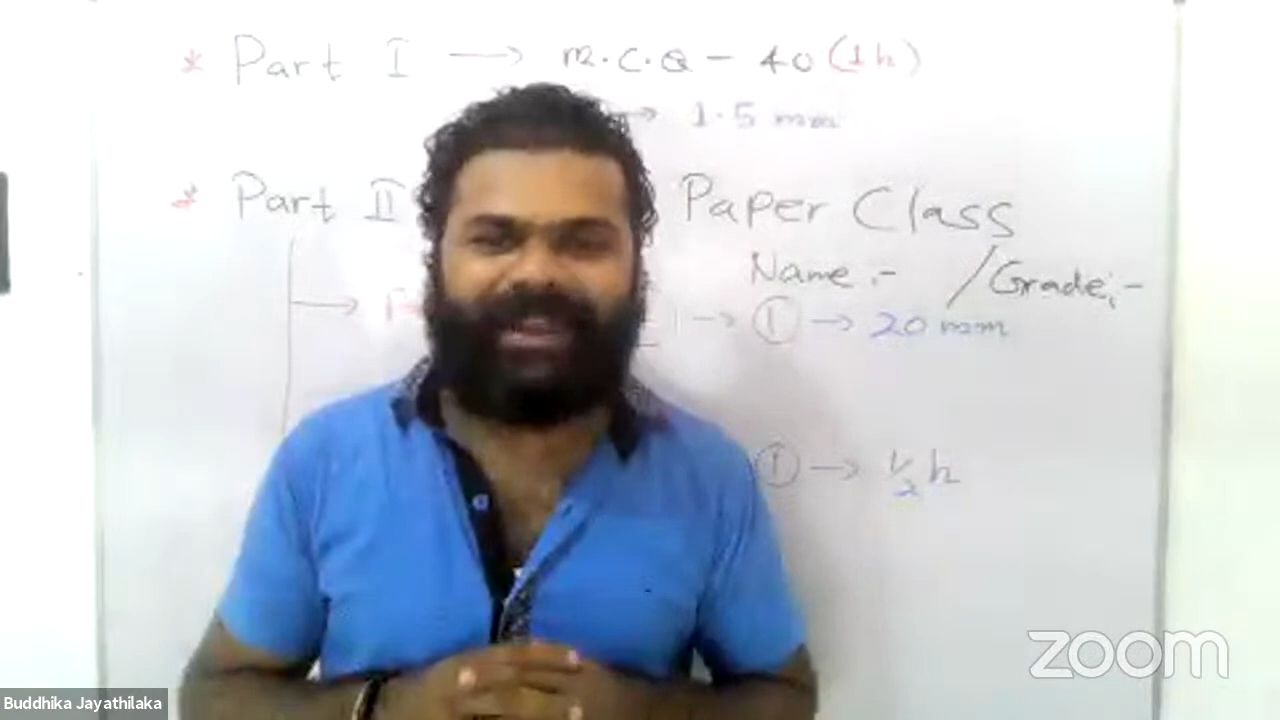 * Part I → M.C.Q - 40 (1h)
→ 1.5 mm
* Part II Paper Class
Name :- / Grade :-
→ ① → 20 mm
① → 1/2 h
zoom
Buddhika Jayathilaka